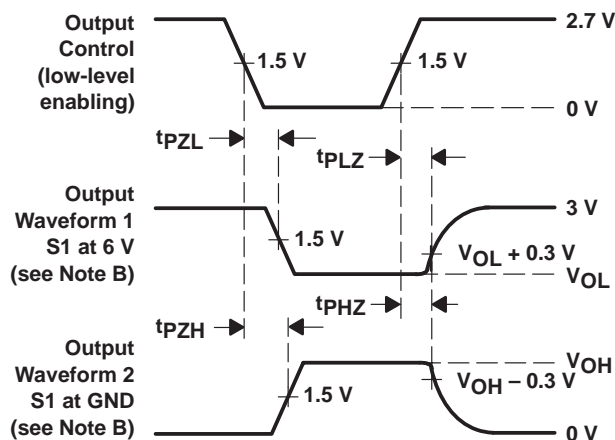 Output
Control
(low-level
enabling)
1.5 V
1.5 V
2.7 V
0 V
tPZL
tPLZ
Output
Waveform 1
S1 at 6 V
(see Note B)
1.5 V
3 V
VOL + 0.3 V
VOL
tPHZ
tPZH
Output
Waveform 2
S1 at GND
(see Note B)
1.5 V
VOH
VOH − 0.3 V
0 V